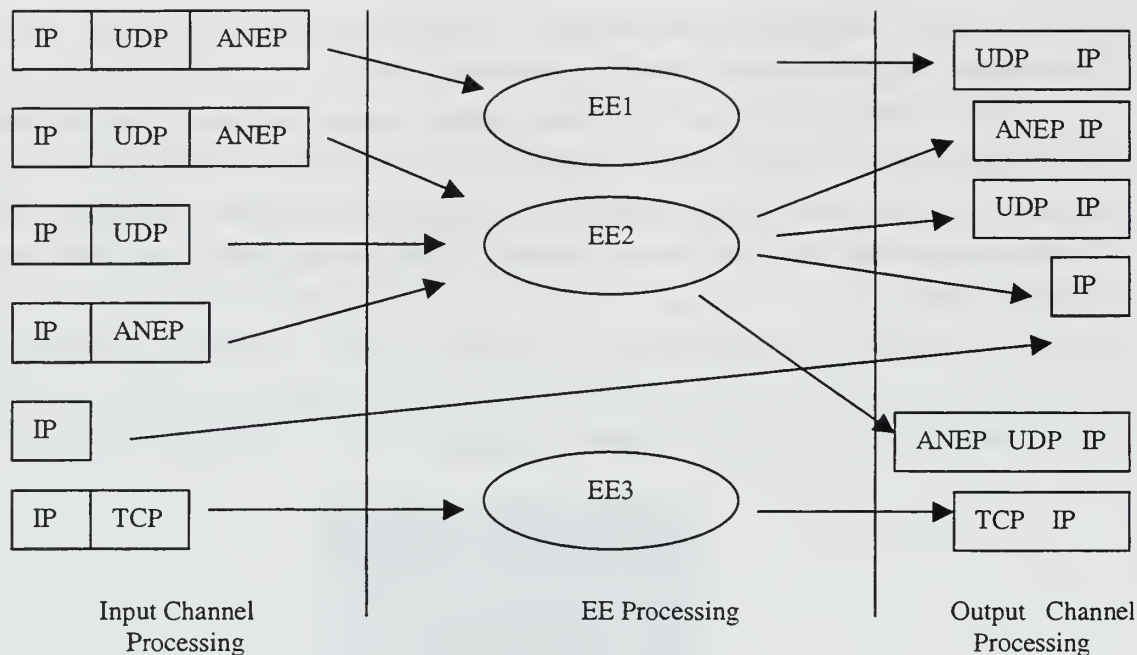 IP UDP ANEP
IP UDP ANEP
IP UDP
IP ANEP
IP
IP TCP
EE1
EE2
EE3
UDP IP
ANEP IP
UDP IP
IP
ANEP UDP IP
TCP IP
Input Channel
Processing
EE Processing
Output Channel
Processing